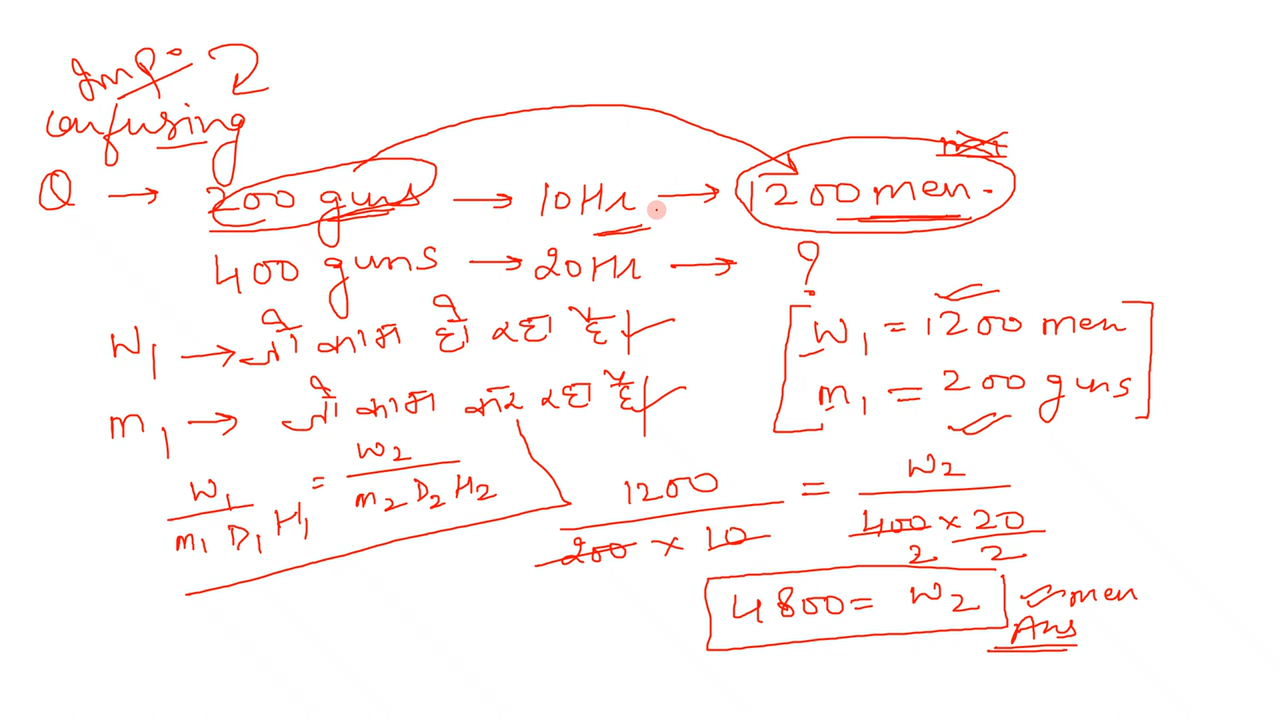 Imp:
confusing
Q → 200 guns → 10Hr → 1200 men.
400 guns → 20Hr → ?
W1 → जो काम हो रहा है
m1 → जो काम कर रहा है
[W1 = 1200 men
m1 = 200 guns]
W1 / m1 D1 H1 = W2 / m2 D2 H2
1200 / 200 × 10 = W2 / 400 × 20
2 2
4800 = W2 men
Ans